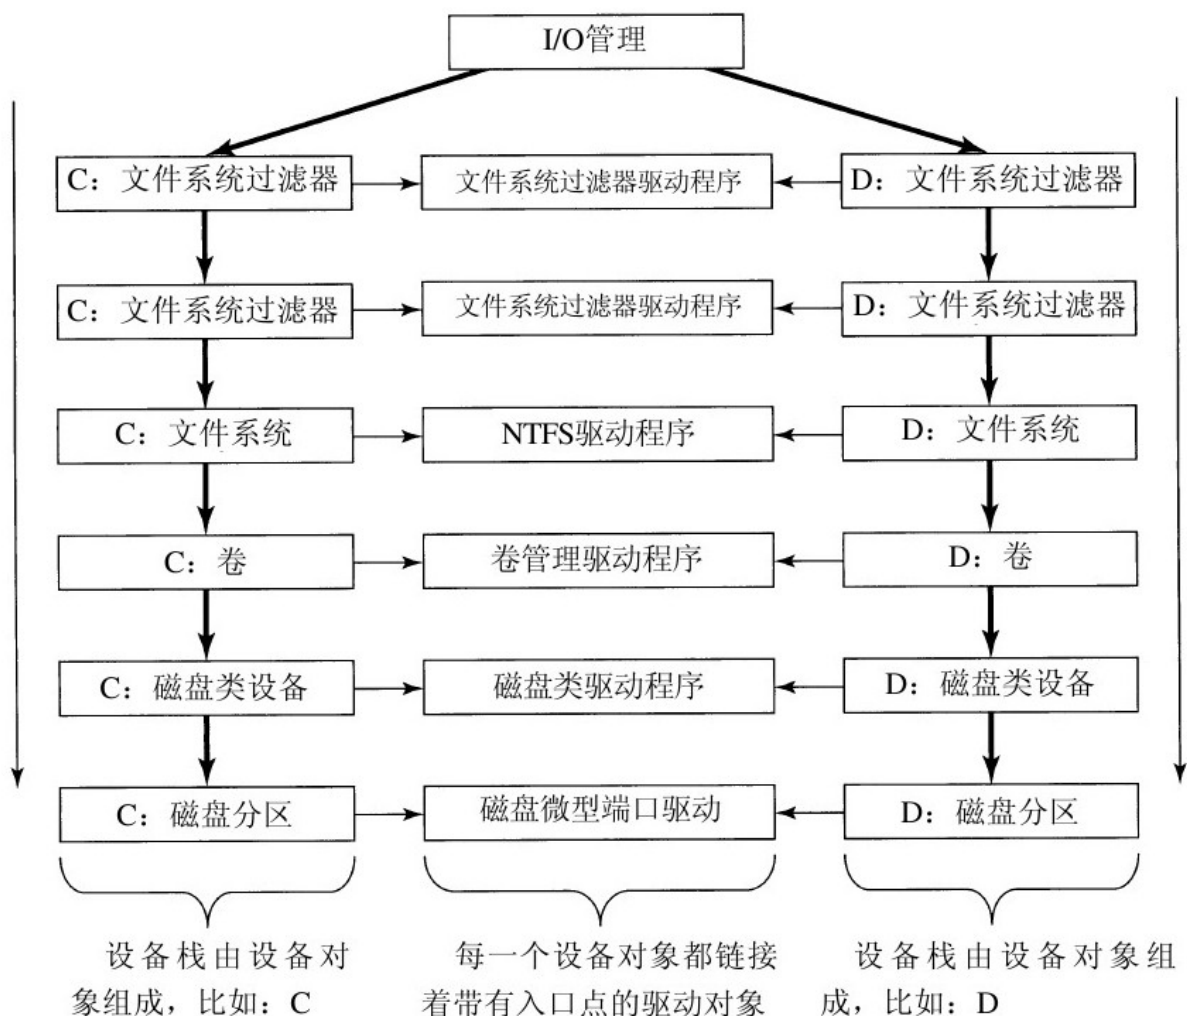 I/O管理
C：文件系统过滤器
文件系统过滤器驱动程序
D：文件系统过滤器
C：文件系统过滤器
文件系统过滤器驱动程序
D：文件系统过滤器
C：文件系统
NTFS驱动程序
D：文件系统
C：卷
卷管理驱动程序
D：卷
C：磁盘类设备
磁盘类驱动程序
D：磁盘类设备
C：磁盘分区
磁盘微型端口驱动
D：磁盘分区
设备栈由设备对
象组成，比如：C
每一个设备对象都链接
着带有入口点的驱动对象
设备栈由设备对象组
成，比如：D